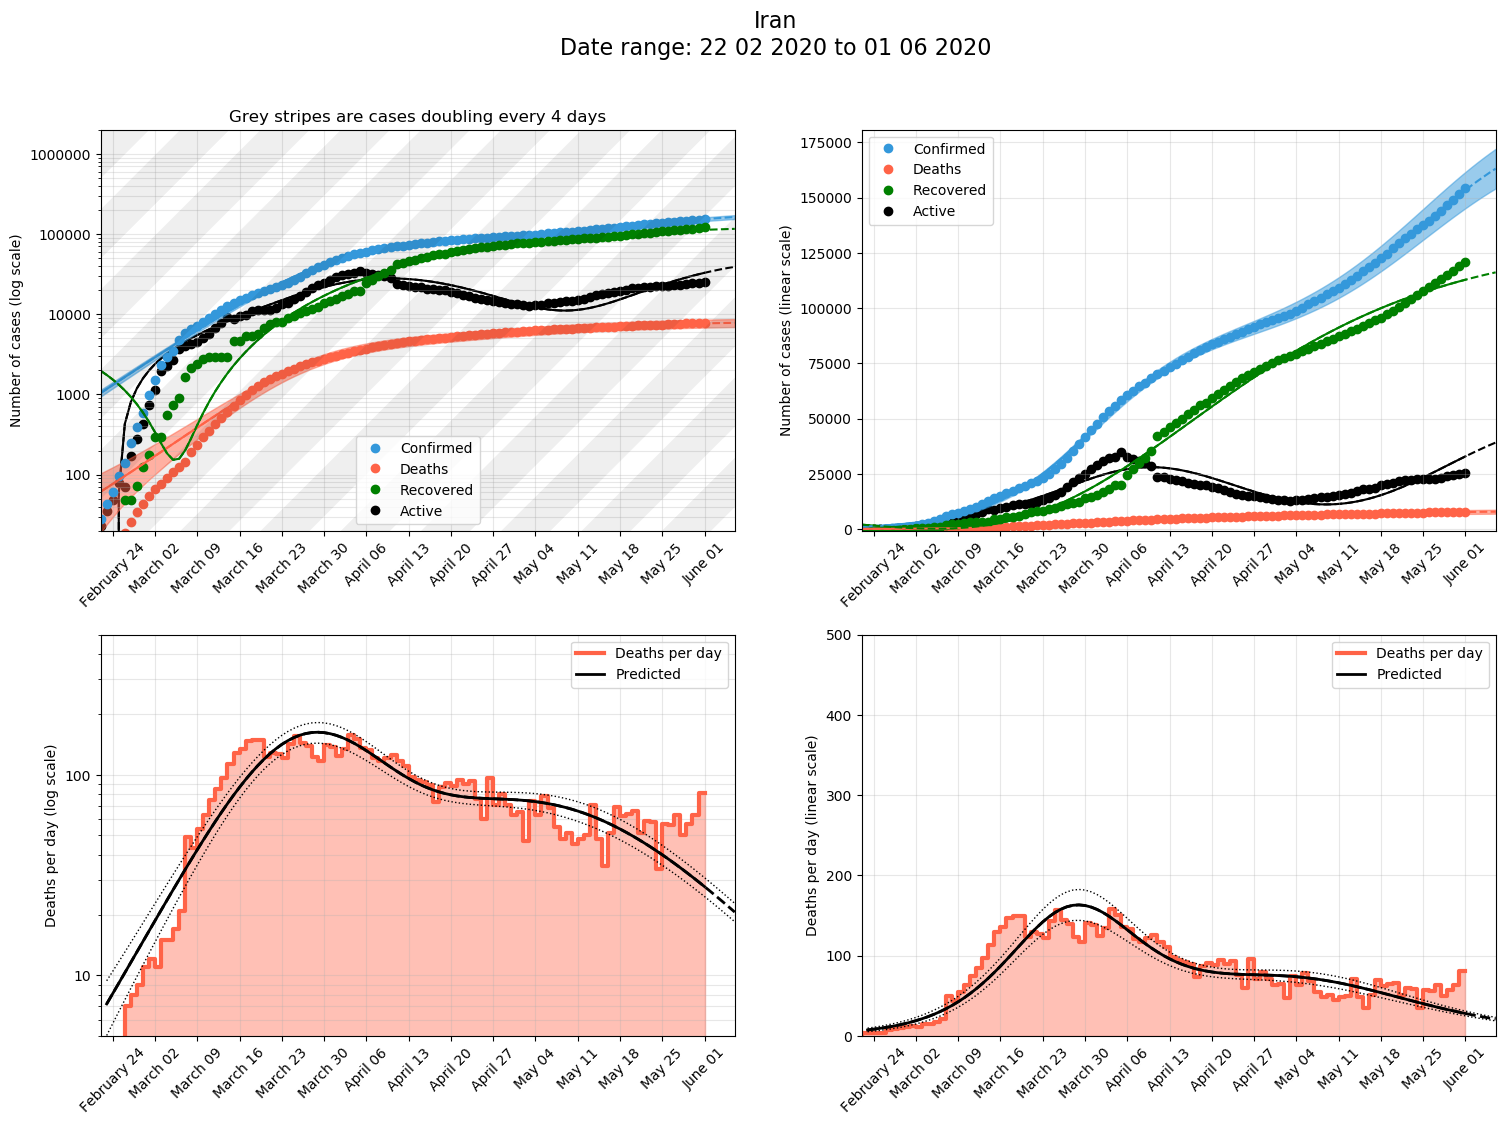 Iran
Date range: 22 02 2020 to 01 06 2020
Grey stripes are cases doubling every 4 days
Number of cases (log scale)
1000000
100000
10000
1000
100
Confirmed
Deaths
Recovered
Active
February 24
March 02
March 09
March 16
March 23
March 30
April 06
April 13
April 20
April 27
May 04
May 11
May 18
May 25
June 01
Number of cases (linear scale)
175000
150000
125000
100000
75000
50000
25000
0
Confirmed
Deaths
Recovered
Active
February 24
March 02
March 09
March 16
March 23
March 30
April 06
April 13
April 20
April 27
May 04
May 11
May 18
May 25
June 01
Deaths per day (log scale)
100
10
Deaths per day
Predicted
February 24
March 02
March 09
March 16
March 23
March 30
April 06
April 13
April 20
April 27
May 04
May 11
May 18
May 25
June 01
Deaths per day (linear scale)
500
400
300
200
100
0
Deaths per day
Predicted
February 24
March 02
March 09
March 16
March 23
March 30
April 06
April 13
April 20
April 27
May 04
May 11
May 18
May 25
June 01